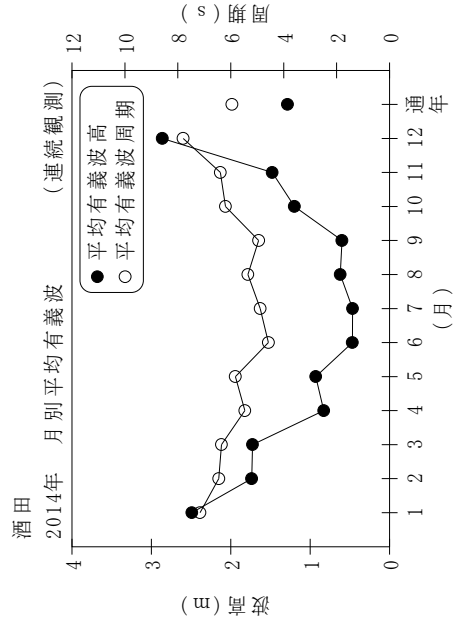 酒田
2014年 月別平均有義波 (連続観測)
平均有義波高
平均有義波周期
波高(m)
4
3
2
1
0
周期(s)
12
10
8
6
4
2
0
1 2 3 4 5 6 7 8 9 10 11 12 通年
(月)